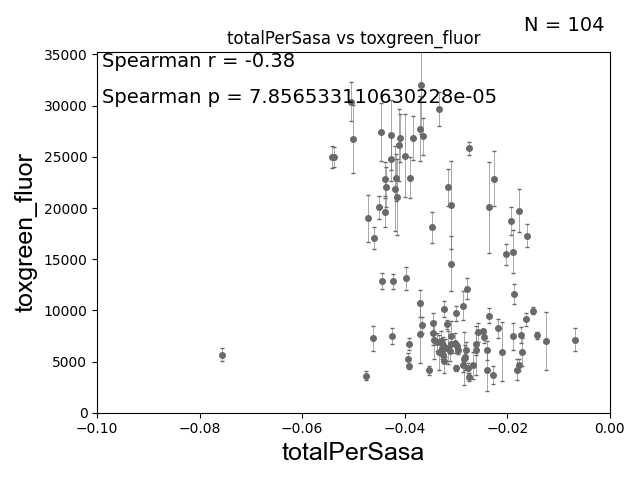 N = 104
totalPerSasa vs toxgreen_fluor
Spearman r = -0.38
Spearman p = 7.856533110630228e-05
toxgreen_fluor
35000
30000
25000
20000
15000
10000
5000
0
−0.10 −0.08 −0.06 −0.04 −0.02 0.00
totalPerSasa